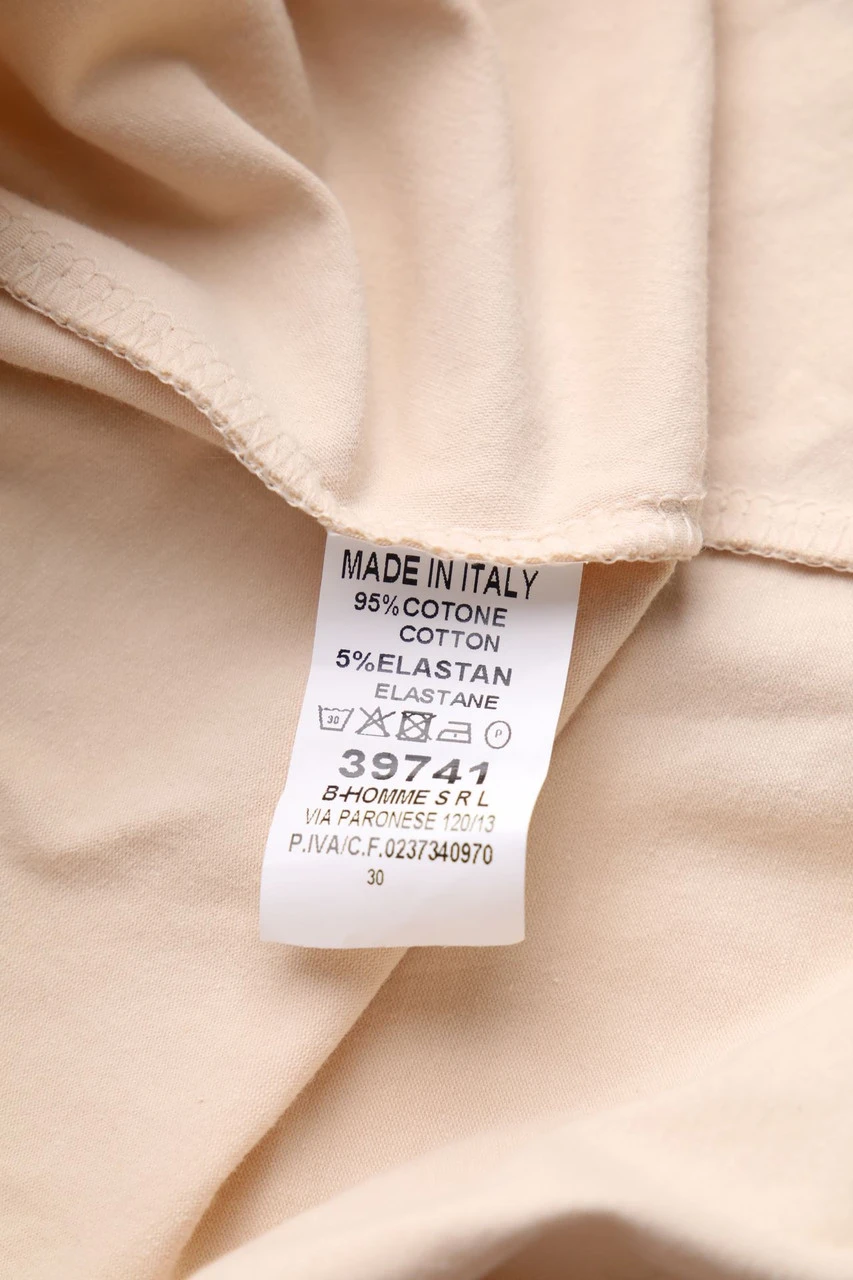 MADE IN ITALY
95%COTONE
COTTON
5%ELASTAN
ELASTANE
30 P
39741
B-HOMME S R L
VIA PARONESE 120/13
P.IVA/C.F.0237340970
30